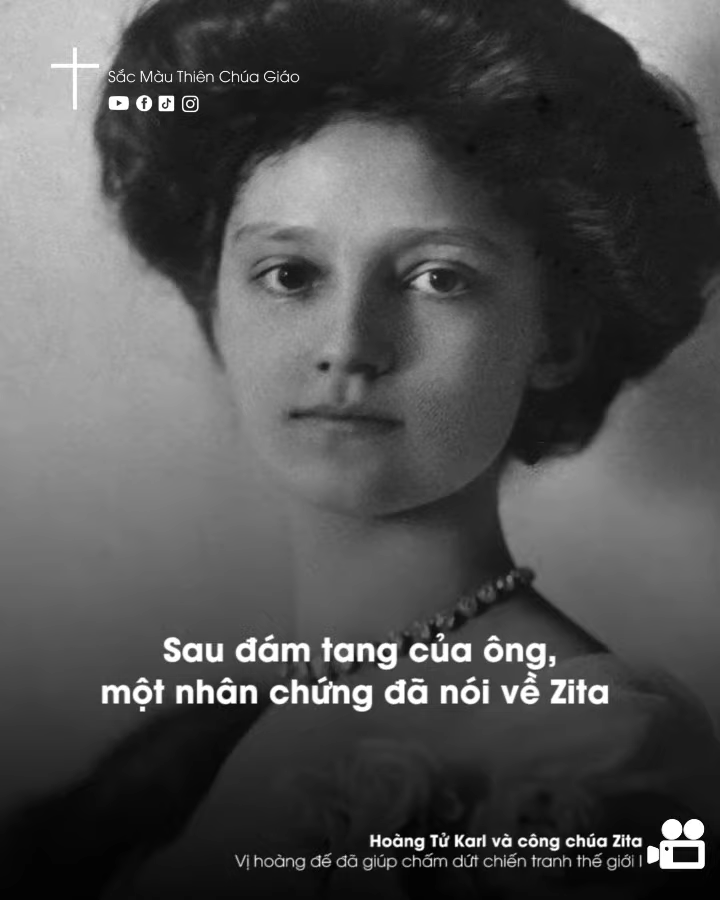 Sắc Màu Thiên Chúa Giáo
Sau đám tang của ông,
một nhân chứng đã nói về Zita
Hoàng Tử Karl và công chúa Zita
Vị hoàng đế đã giúp chấm dứt chiến tranh thế giới I